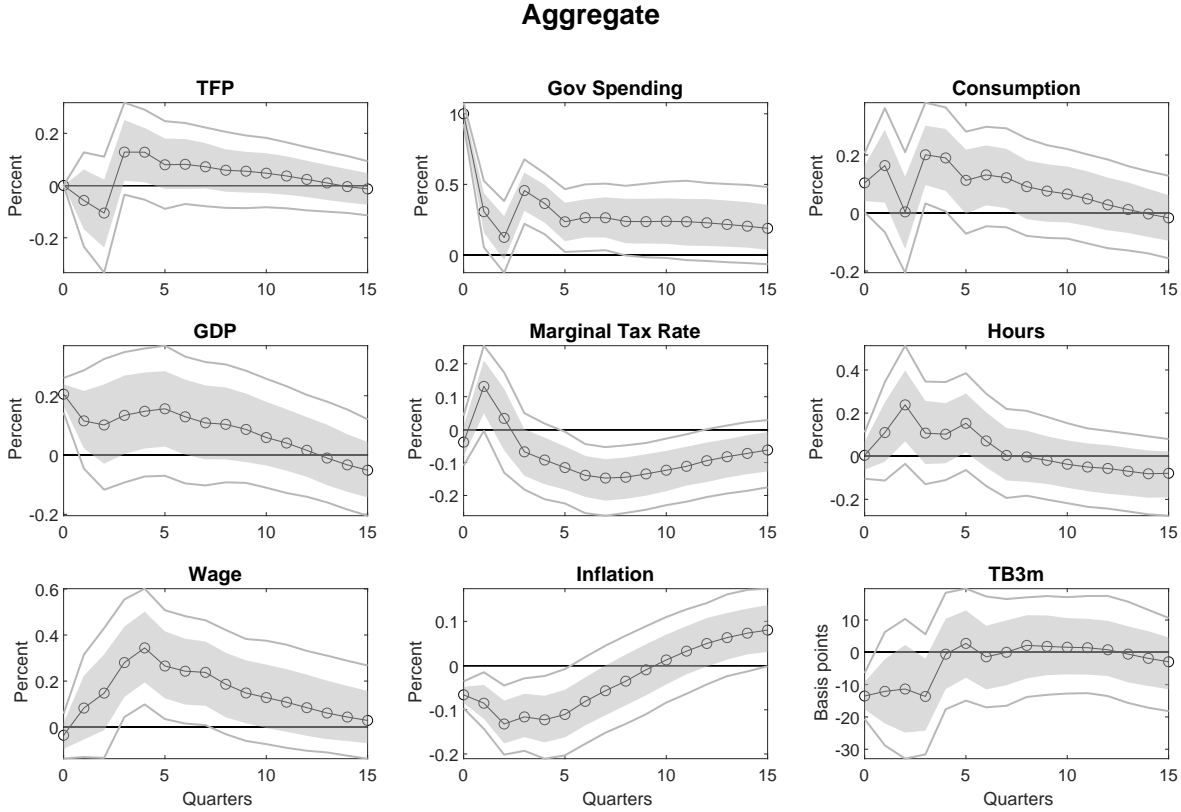 Aggregate
TFP
Gov Spending
Consumption
Percent
0.2
0
-0.2
0 5 10 15
Percent
1
0.5
0
0 5 10 15
Percent
0.2
0
-0.2
0 5 10 15
GDP
Marginal Tax Rate
Hours
Percent
0.2
0
-0.2
0 5 10 15
Percent
0.2
0.1
0
-0.1
-0.2
0 5 10 15
Percent
0.4
0.2
0
-0.2
0 5 10 15
Wage
Inflation
TB3m
Percent
0.6
0.4
0.2
0
0 5 10 15
Quarters
Percent
0.1
0
-0.1
-0.2
0 5 10 15
Quarters
Basis points
10
0
-10
-20
-30
0 5 10 15
Quarters